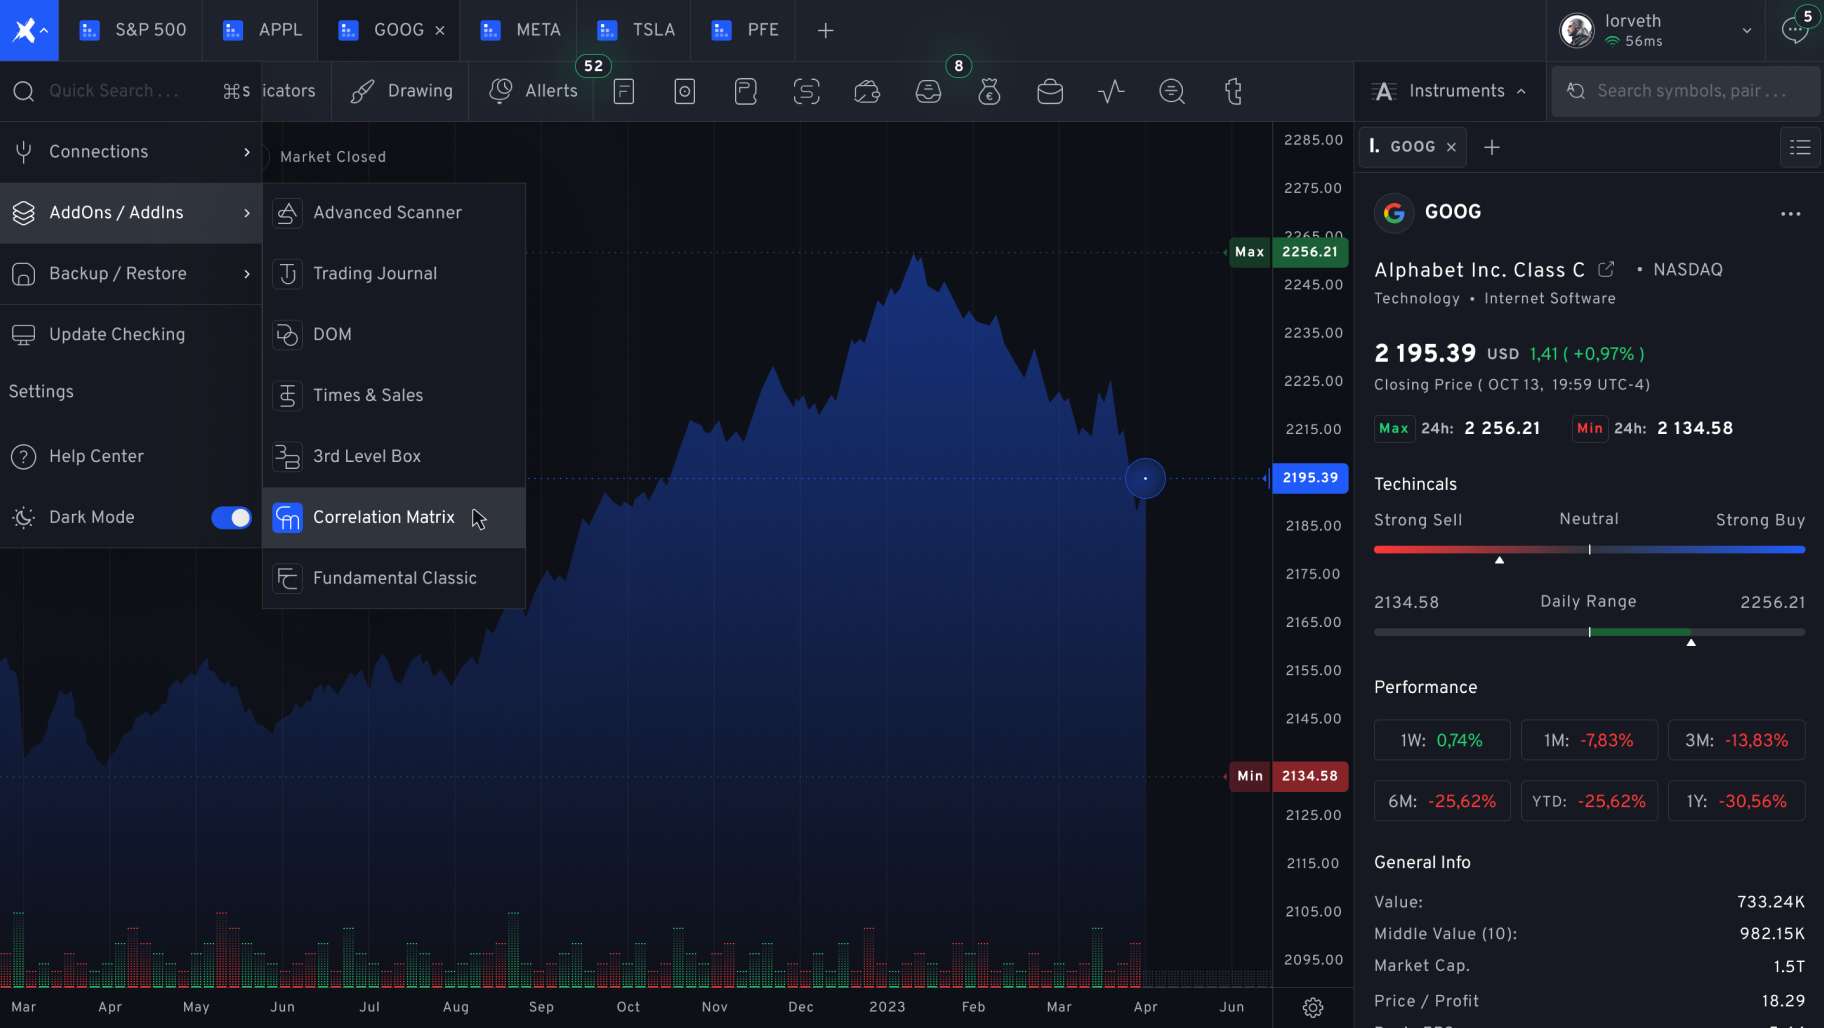 S&P 500
APPL
GOOG
META
TSLA
PFE
lorveth
56ms
5
Quick Search . . .
⌘S
icators
Drawing
Allerts
52
8
Instruments
Search symbols, pair . . .
Connections
AddOns / AddIns
Backup / Restore
Update Checking
Settings
Help Center
Dark Mode
Market Closed
Advanced Scanner
Trading Journal
DOM
Times & Sales
3rd Level Box
Correlation Matrix
Fundamental Classic
2285.00
2275.00
2265.00
Max 2256.21
2245.00
2235.00
2225.00
2215.00
2195.39
2185.00
2175.00
2165.00
2155.00
2145.00
Min 2134.58
2125.00
2115.00
2105.00
2095.00
Mar Apr May Jun Jul Aug Sep Oct Nov Dec 2023 Feb Mar Apr Jun
I. GOOG
GOOG
Alphabet Inc. Class C • NASDAQ
Technology • Internet Software
2 195.39 USD 1,41 ( +0,97% )
Closing Price ( OCT 13, 19:59 UTC-4)
Max 24h: 2 256.21 Min 24h: 2 134.58
Techincals
Strong Sell Neutral Strong Buy
2134.58 Daily Range 2256.21
Performance
1W: 0,74% 1M: -7,83% 3M: -13,83%
6M: -25,62% YTD: -25,62% 1Y: -30,56%
General Info
Value: 733.24K
Middle Value (10): 982.15K
Market Cap. 1.5T
Price / Profit 18.29